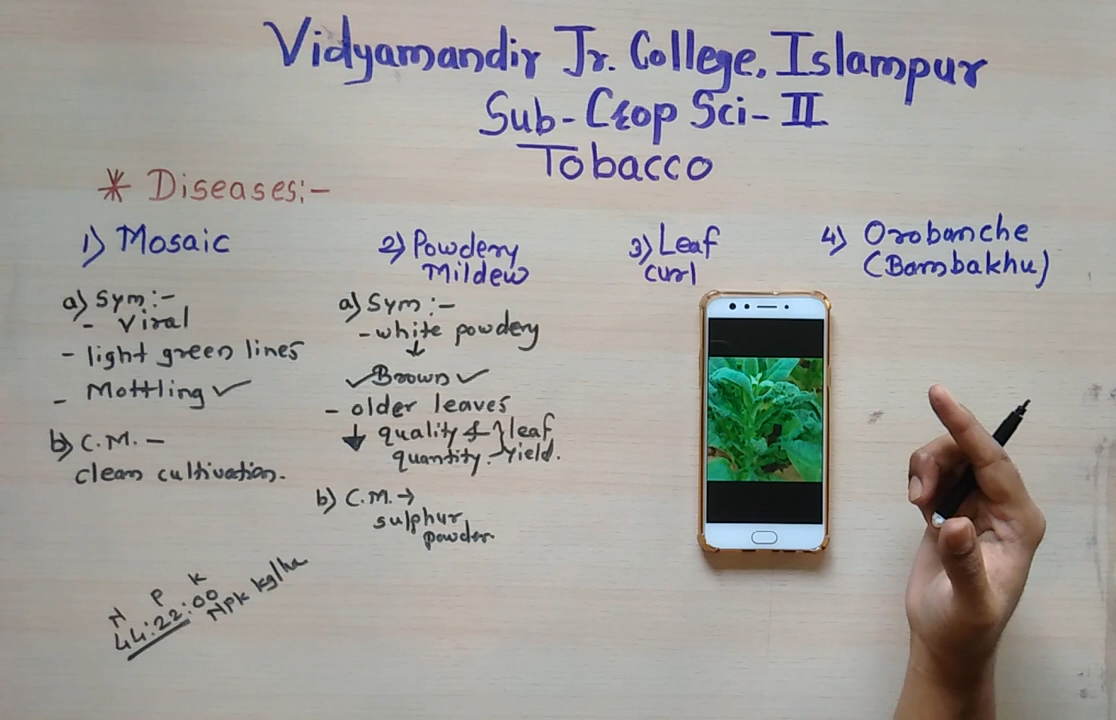 Vidyamandir Jr. College, Islampur
Sub- Crop Sci- II
Tobacco
* Diseases:-
1) Mosaic
a) Sym:-
- Viral
- light green lines
- Mottling ✓
b) C.M. -
clean cultivation.
2) Powdery
Mildew
a) Sym:-
- white powdery
↓
✓Brown✓
- older leaves
↓ quality & } leaf
quantity. } yield.
b) C.M. →
sulphur
powder.
3) Leaf
curl
4) Orobanche
(Bambakhu)
N P K
44:22:00
NPK kg/ha